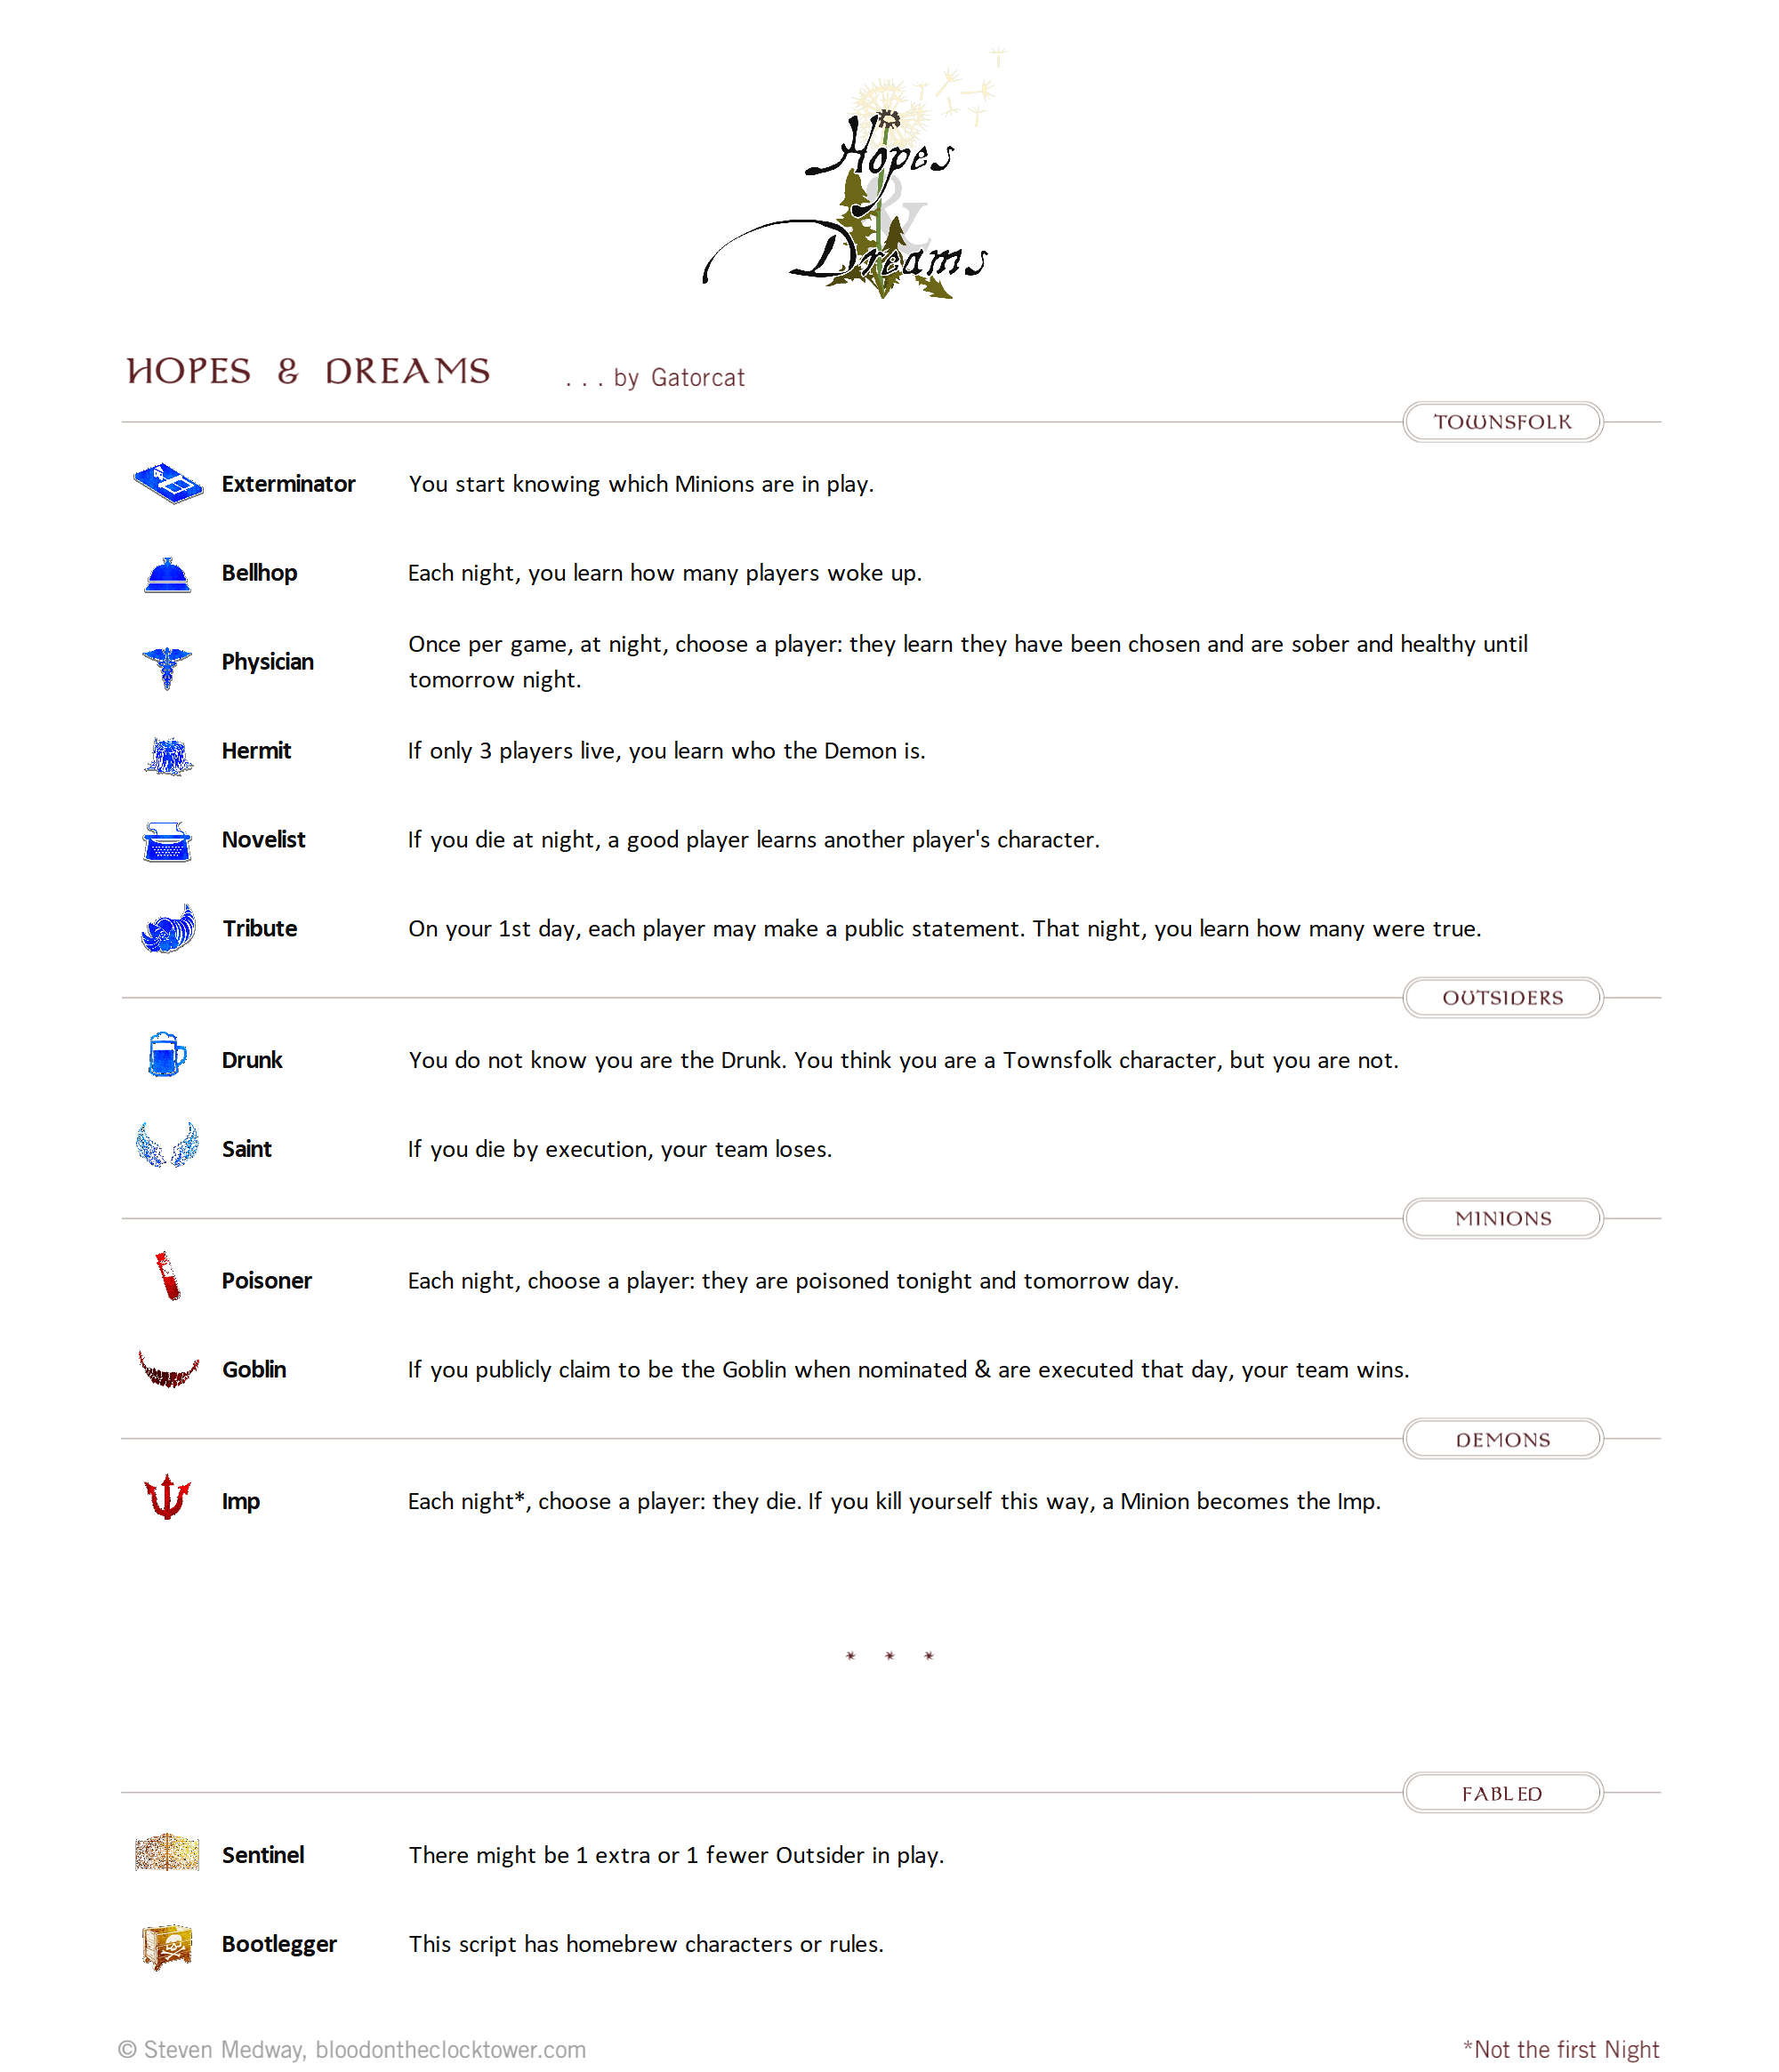 Hopes
&
Dreams
HOPES & DREAMS ...by Gatorcat
TOWNSFOLK
Exterminator You start knowing which Minions are in play.
Bellhop Each night, you learn how many players woke up.
Physician Once per game, at night, choose a player: they learn they have been chosen and are sober and healthy until
tomorrow night.
Hermit If only 3 players live, you learn who the Demon is.
Novelist If you die at night, a good player learns another player's character.
Tribute On your 1st day, each player may make a public statement. That night, you learn how many were true.
OUTSIDERS
Drunk You do not know you are the Drunk. You think you are a Townsfolk character, but you are not.
Saint If you die by execution, your team loses.
MINIONS
Poisoner Each night, choose a player: they are poisoned tonight and tomorrow day.
Goblin If you publicly claim to be the Goblin when nominated & are executed that day, your team wins.
DEMONS
Imp Each night*, choose a player: they die. If you kill yourself this way, a Minion becomes the Imp.
* * *
FABLED
Sentinel There might be 1 extra or 1 fewer Outsider in play.
Bootlegger This script has homebrew characters or rules.
© Steven Medway, bloodontheclocktower.com *Not the first Night